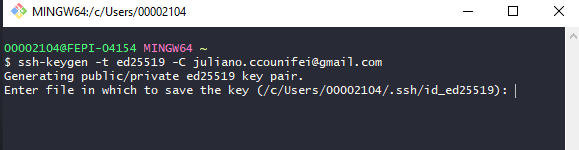 MINGW64:/c/Users/00002104
00002104@FEPI-04154 MINGW64 ~
$ ssh-keygen -t ed25519 -C juliano.ccounifei@gmail.com
Generating public/private ed25519 key pair.
Enter file in which to save the key (/c/Users/00002104/.ssh/id_ed25519):